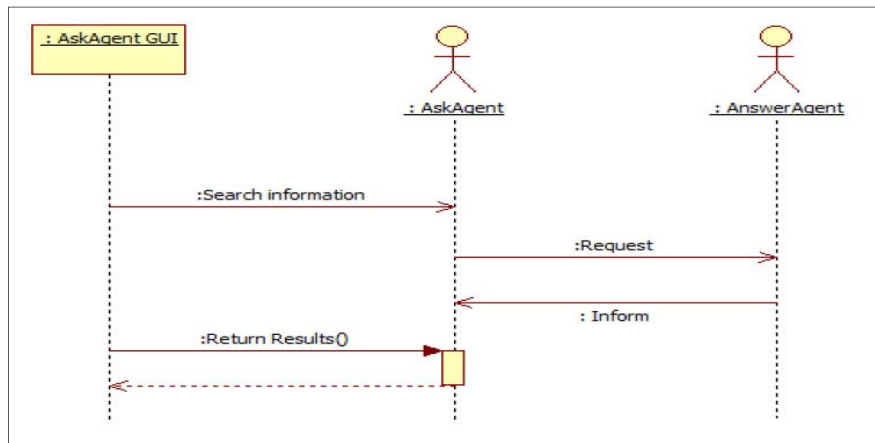 : AskAgent GUI
: AskAgent
: AnswerAgent
:Search information
:Request
: Inform
:Return Results()